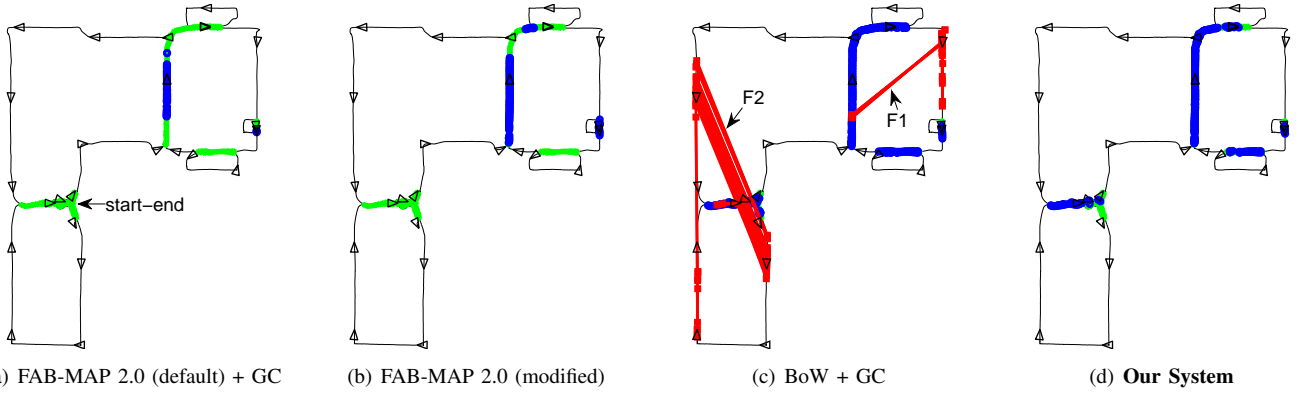 F2
F1
start–end
) FAB-MAP 2.0 (default) + GC
(b) FAB-MAP 2.0 (modified)
(c) BoW + GC
(d) Our System